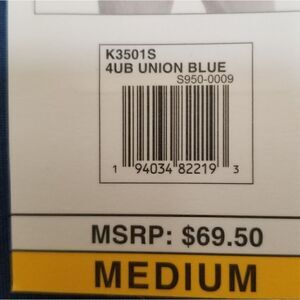 K3501S
4UB UNION BLUE
S950-0009
1 94034 82219 3
MSRP: $69.50
MEDIUM